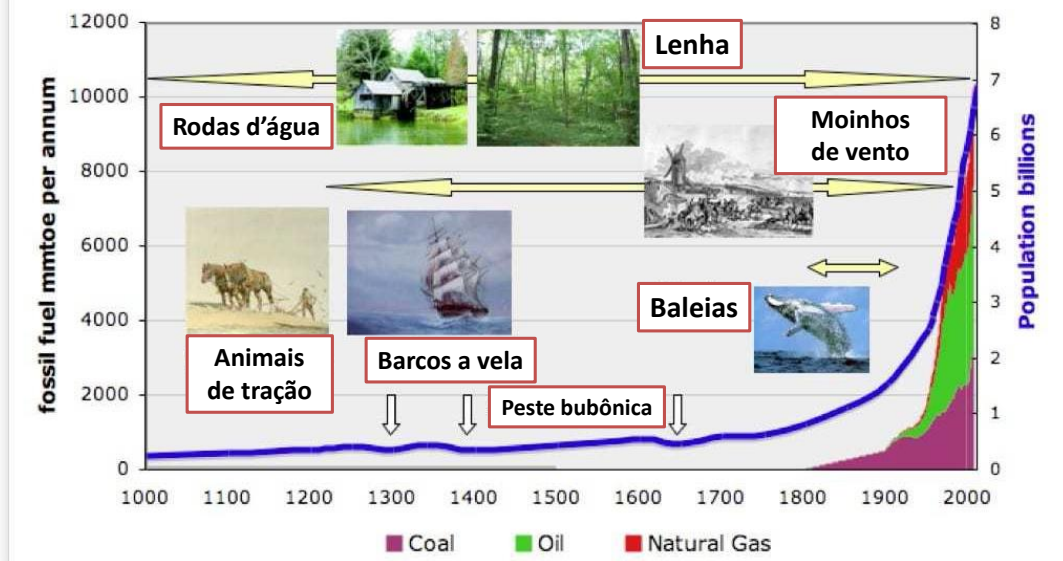 12000
10000
8000
6000
4000
2000
0
fossil fuel mmtoe per annum
Lenha
Rodas d'água
Moinhos
de vento
Baleias
Animais
de tração
Barcos a vela
Peste bubônica
8
7
6
5
4
3
2
1
0
Population billions
1000 1100 1200 1300 1400 1500 1600 1700 1800 1900 2000
Coal Oil Natural Gas